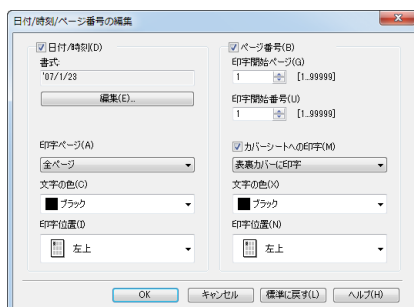 日付/時刻/ページ番号の編集
日付/時刻(D)
書式:
'07/1/23
編集(E)...
印字ページ(A)
全ページ
文字の色(C)
ブラック
印字位置(I)
左上
ページ番号(B)
印字開始ページ(G)
1 [1..99999]
印字開始番号(U)
1 [1..99999]
カバーシートへの印字(M)
表裏カバーに印字
文字の色(X)
ブラック
印字位置(N)
左上
OK キャンセル 標準に戻す(L) ヘルプ(H)